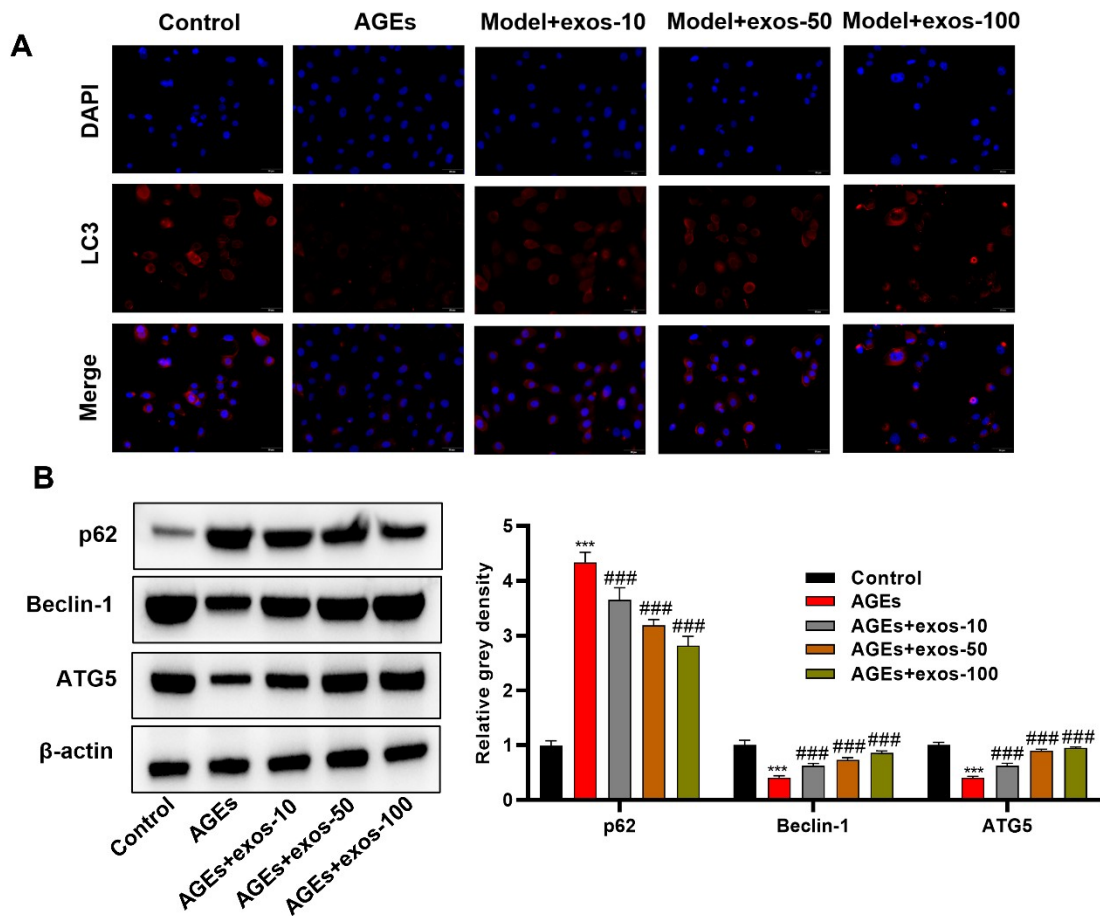 Control AGEs Model+exos-10 Model+exos-50 Model+exos-100
A
DAPI
LC3
Merge
B
p62
Beclin-1
ATG5
β-actin
Control AGEs AGEs+exos-10 AGEs+exos-50 AGEs+exos-100
Relative grey density
5
4
3
2
1
0
*** ### ### ###
*** ### ### ###
*** ### ### ###
p62 Beclin-1 ATG5
Control
AGEs
AGEs+exos-10
AGEs+exos-50
AGEs+exos-100